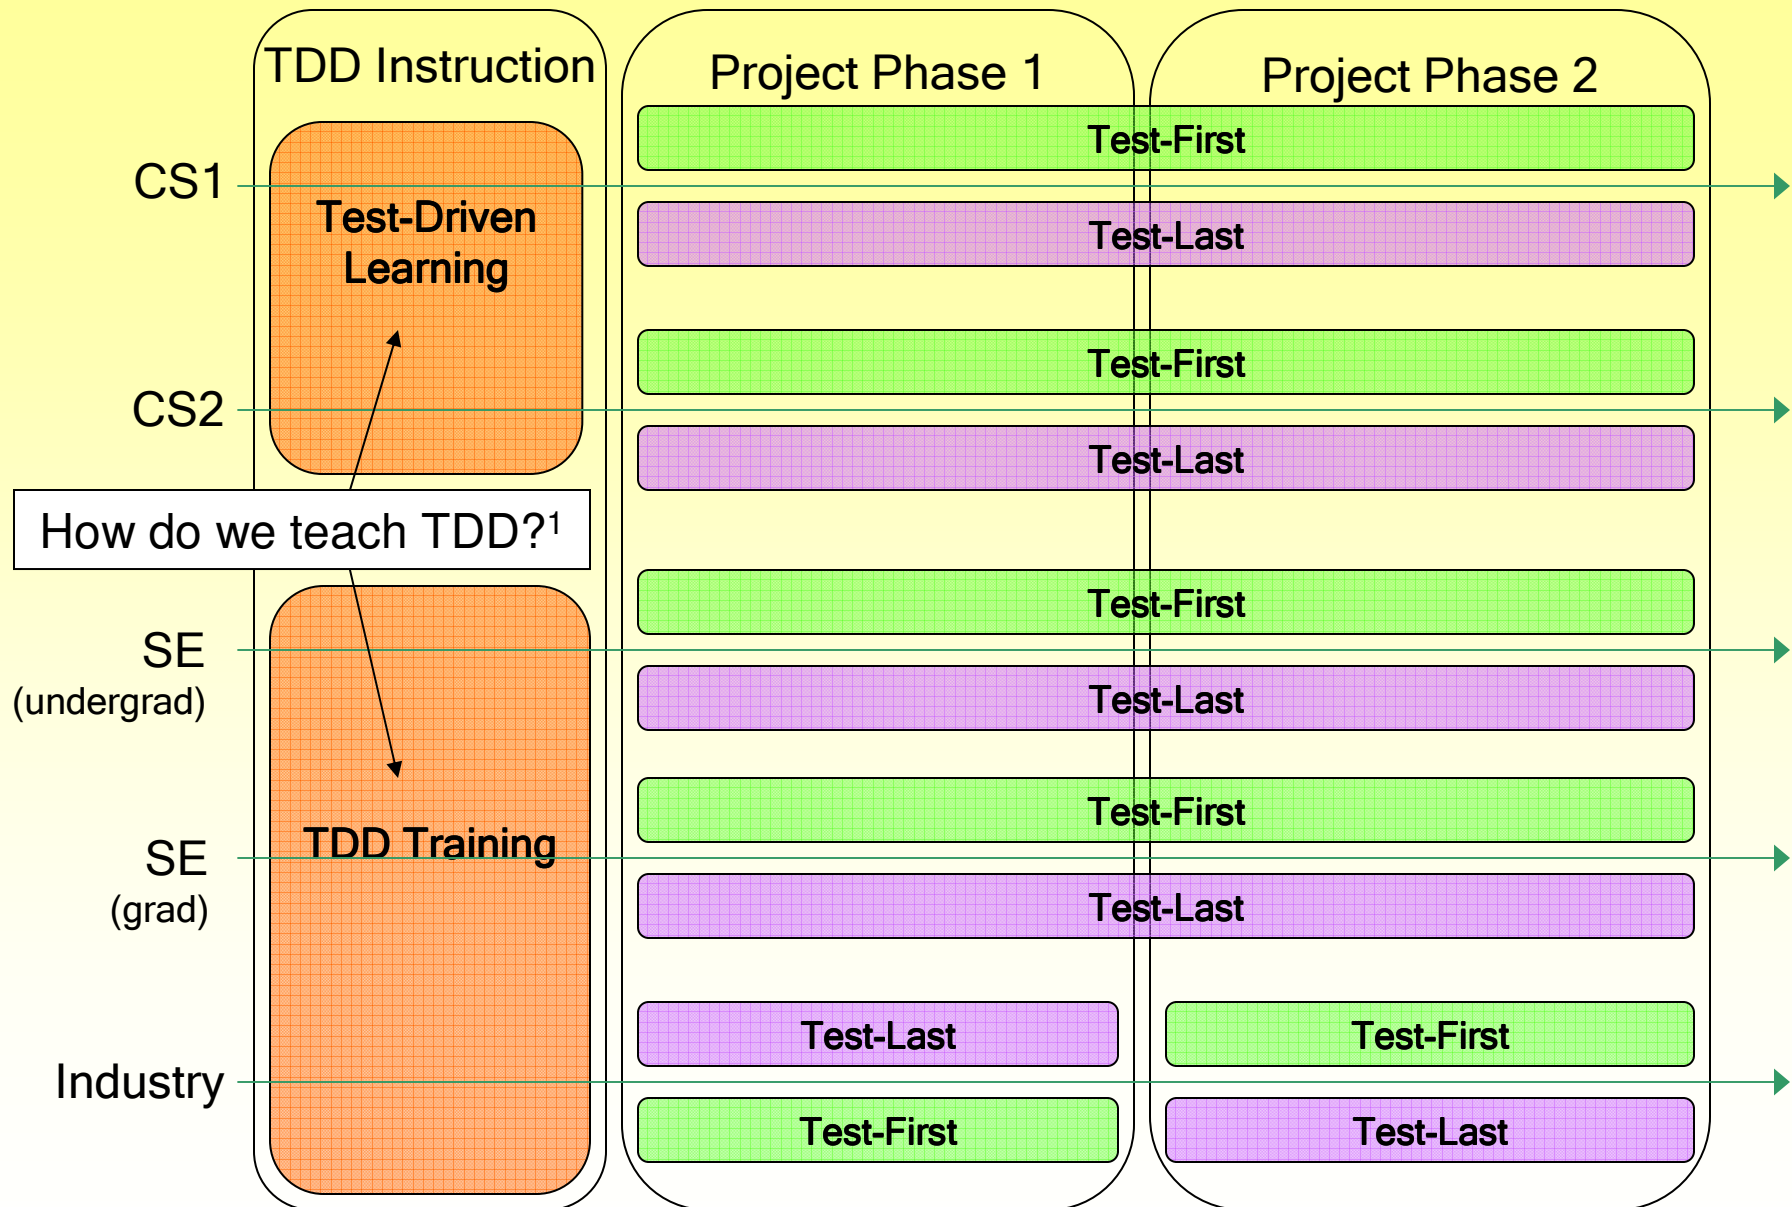 TDD Instruction
Project Phase 1
Project Phase 2
CS1
Test-Driven
Learning
Test-First
Test-Last
CS2
Test-First
Test-Last
How do we teach TDD?¹
SE
(undergrad)
Test-First
Test-Last
SE
(grad)
TDD Training
Test-First
Test-Last
Industry
Test-Last
Test-First
Test-First
Test-Last